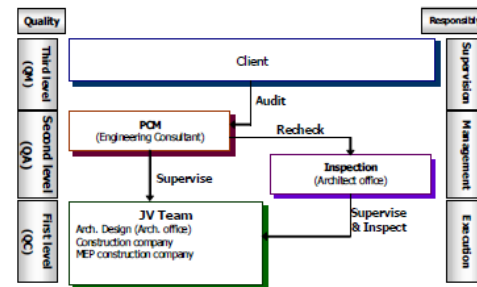 Quality
Responsibly
Third level
(QM)
Client
Supervision
Audit
Second level
(QA)
PCM
(Engineering Consultant)
Recheck
Management
Inspection
(Architect office)
Supervise
First level
(QC)
JV Team
Arch. Design (Arch. office)
Construction company
MEP construction company
Supervise
& Inspect
Execution